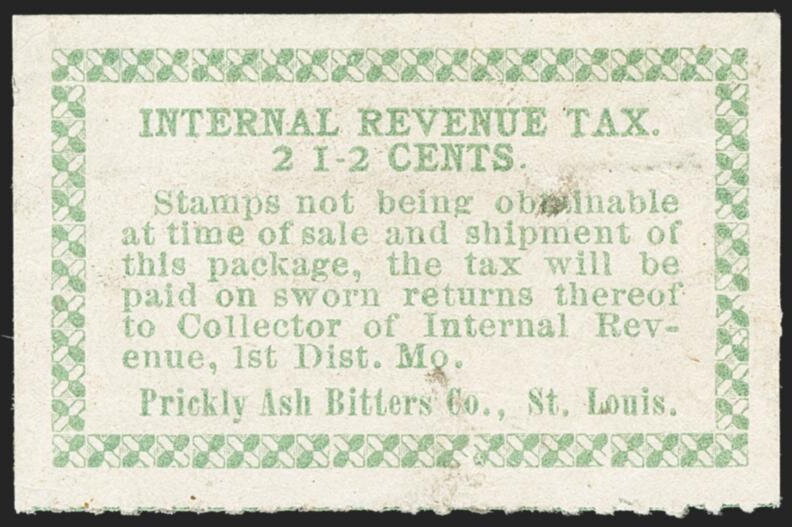 INTERNAL REVENUE TAX.
2 1-2 CENTS.
Stamps not being obtainable
at time of sale and shipment of
this package, the tax will be
paid on sworn returns thereof
to Collector of Internal Rev-
enue, 1st Dist. Mo.
Prickly Ash Bitters Co., St. Louis.